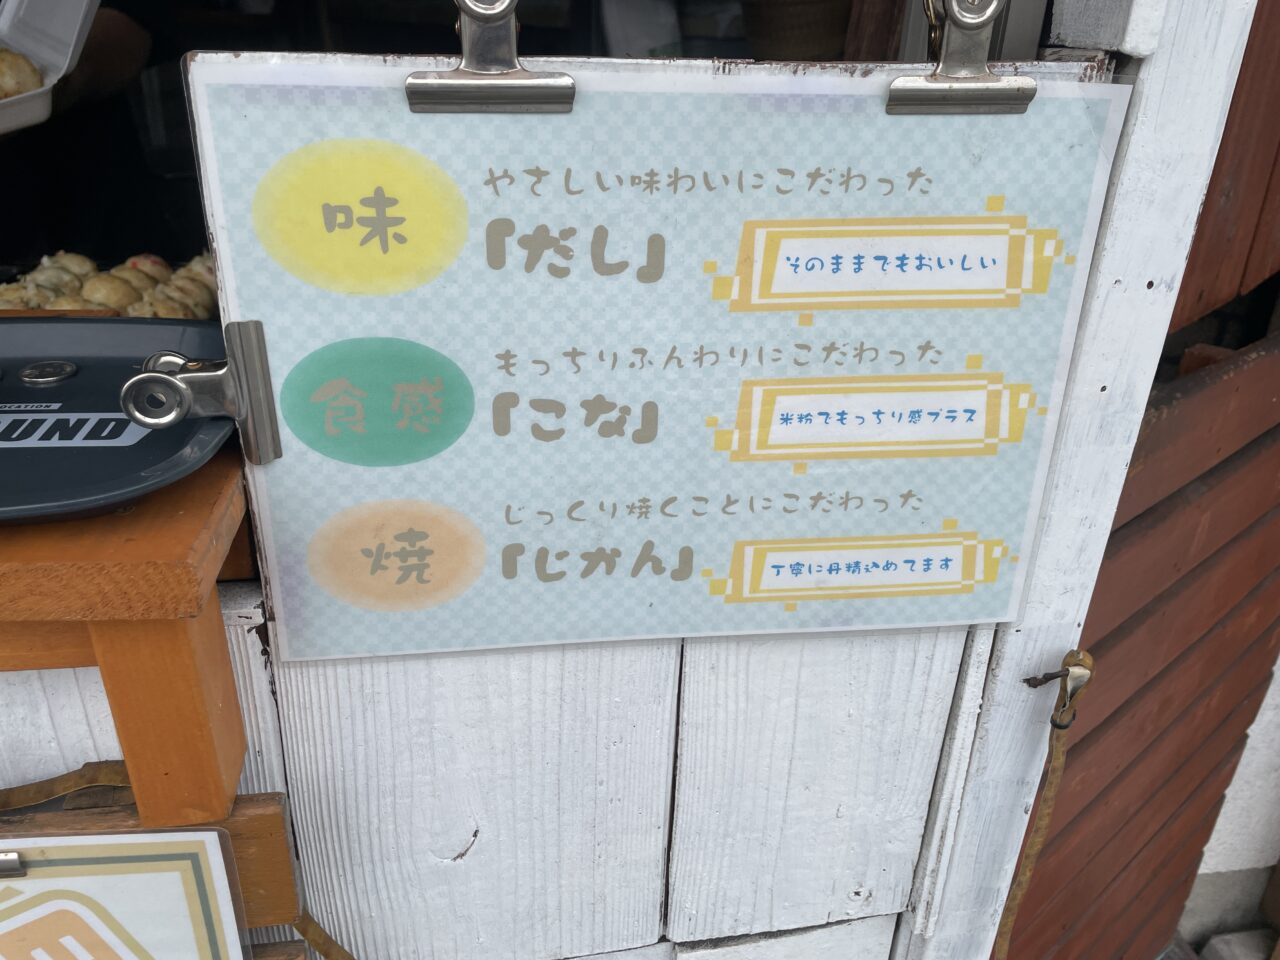 味
やさしい味わいにこだわった
「だし」
そのままでもおいしい
食感
もっちりふんわりにこだわった
「こな」
米粉でもっちり感プラス
焼
じっくり焼くことにこだわった
「じかん」
丁寧に丹精込めてます
OCATION
OUND